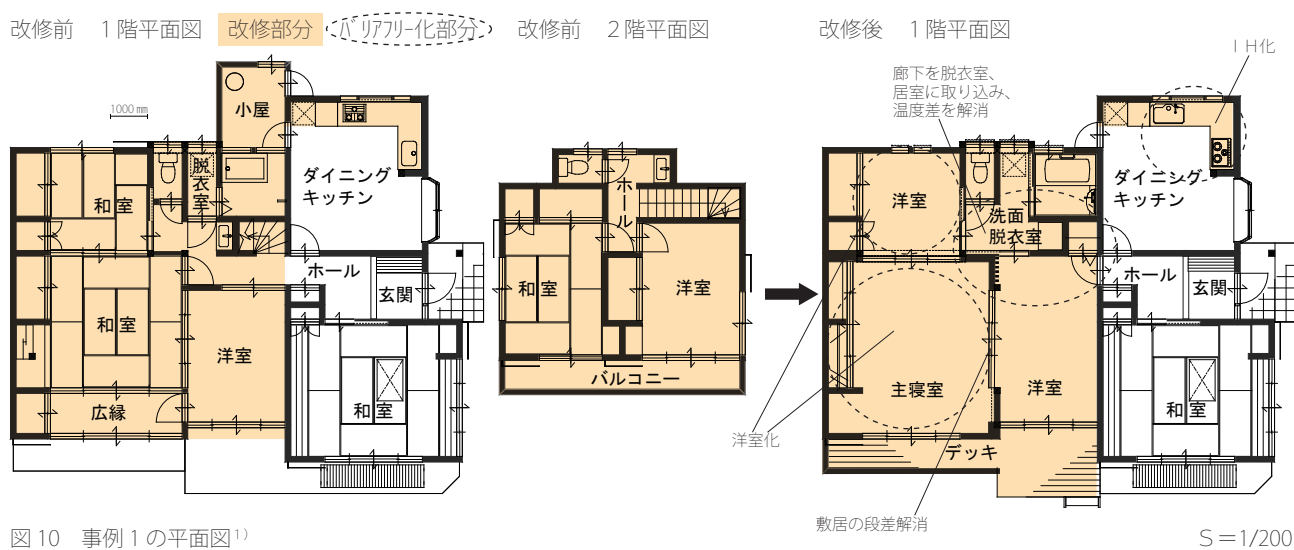 改修前　1階平面図
改修部分
バリアフリー化部分
改修前　2階平面図
改修後　1階平面図
1000㎜
小屋
脱衣室
ダイニング
キッチン
和室
ホール
玄関
和室
洋室
広縁
和室
ホール
和室
洋室
バルコニー
廊下を脱衣室、
居室に取り込み、
温度差を解消
IH化
洋室
洗面
脱衣室
ダイニング
キッチン
ホール
玄関
主寝室
洋室
和室
デッキ
洋室化
敷居の段差解消
図10　事例1の平面図1)
S＝1/200